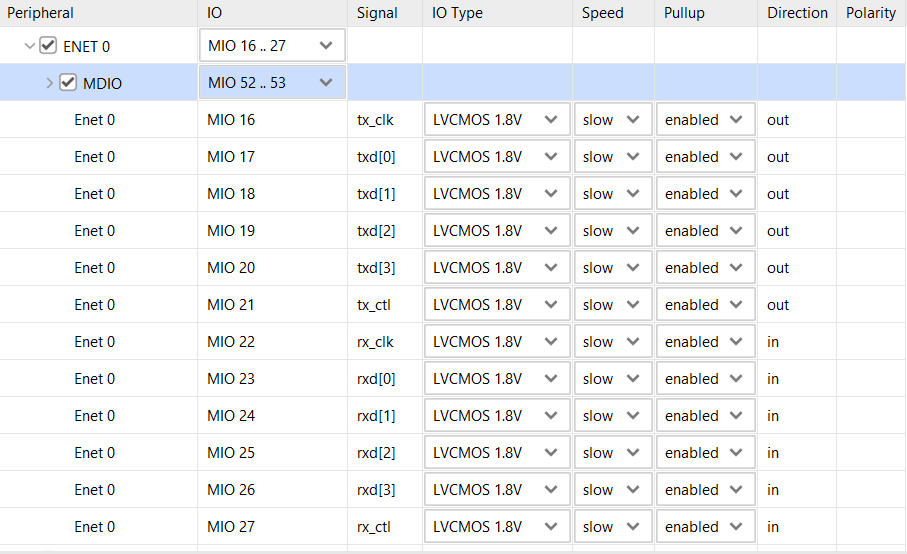 Peripheral IO Signal IO Type Speed Pullup Direction Polarity
ENET 0 MIO 16 .. 27
MDIO MIO 52 .. 53
Enet 0 MIO 16 tx_clk LVCMOS 1.8V slow enabled out
Enet 0 MIO 17 txd[0] LVCMOS 1.8V slow enabled out
Enet 0 MIO 18 txd[1] LVCMOS 1.8V slow enabled out
Enet 0 MIO 19 txd[2] LVCMOS 1.8V slow enabled out
Enet 0 MIO 20 txd[3] LVCMOS 1.8V slow enabled out
Enet 0 MIO 21 tx_ctl LVCMOS 1.8V slow enabled out
Enet 0 MIO 22 rx_clk LVCMOS 1.8V slow enabled in
Enet 0 MIO 23 rxd[0] LVCMOS 1.8V slow enabled in
Enet 0 MIO 24 rxd[1] LVCMOS 1.8V slow enabled in
Enet 0 MIO 25 rxd[2] LVCMOS 1.8V slow enabled in
Enet 0 MIO 26 rxd[3] LVCMOS 1.8V slow enabled in
Enet 0 MIO 27 rx_ctl LVCMOS 1.8V slow enabled in